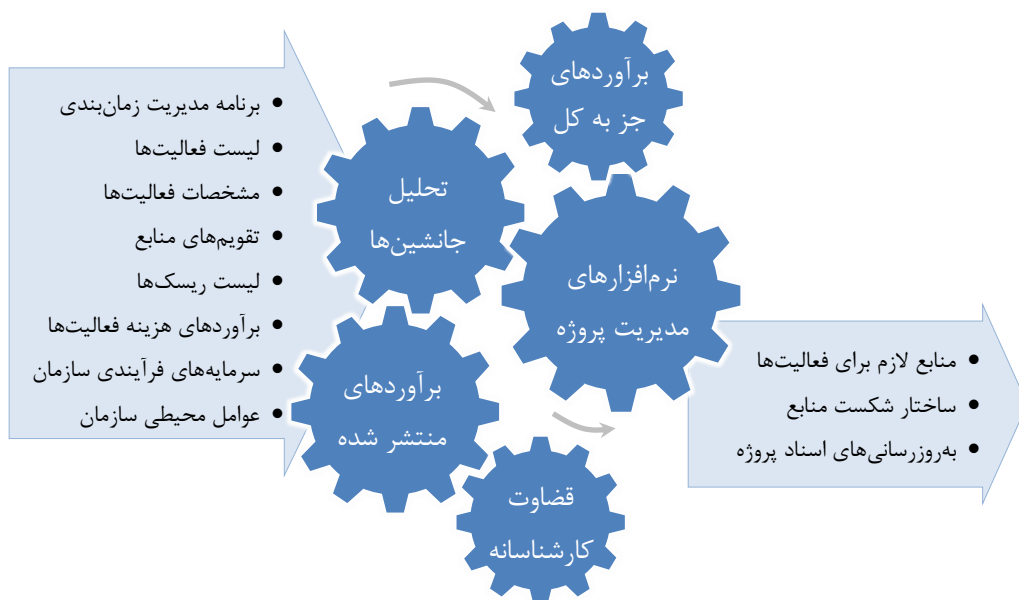 برنامه مدیریت زمان‌بندی
لیست فعالیت‌ها
مشخصات فعالیت‌ها
تقویم‌های منابع
لیست ریسک‌ها
برآوردهای هزینه فعالیت‌ها
سرمایه‌های فرآیندی سازمان
عوامل محیطی سازمان
برآوردهای
جز به کل
تحلیل
جانشین‌ها
نرم‌افزارهای
مدیریت پروژه
برآوردهای
منتشر شده
قضاوت
کارشناسانه
منابع لازم برای فعالیت‌ها
ساختار شکست منابع
به‌روزرسانی‌های اسناد پروژه